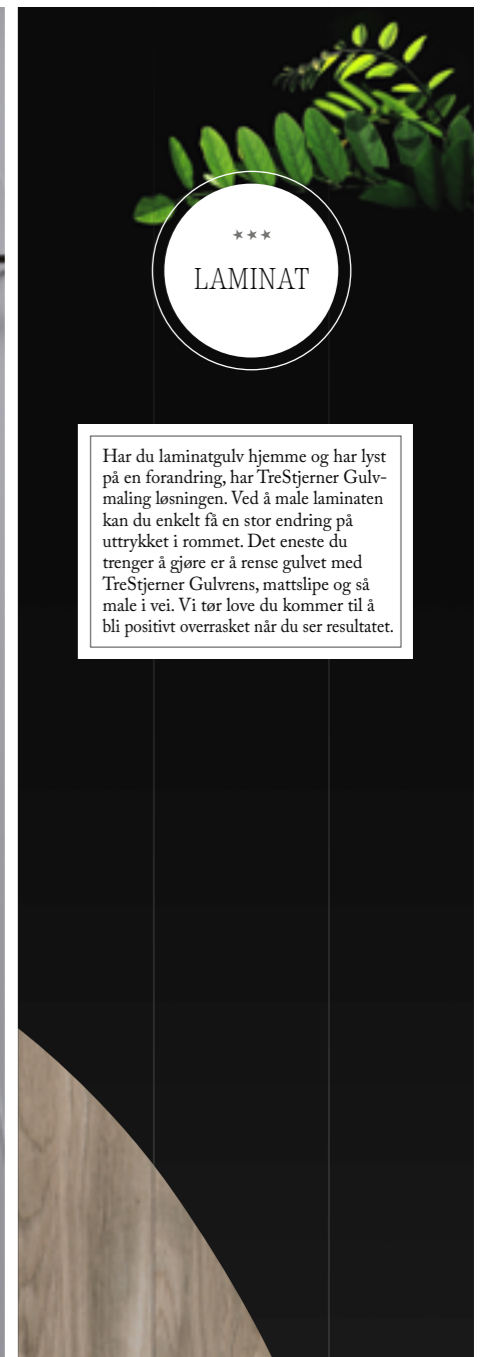 ★★★
LAMINAT
Har du laminatgulv hjemme og har lyst
på en forandring, har TreStjerner Gulv-
maling løsningen. Ved å male laminaten
kan du enkelt få en stor endring på
uttrykket i rommet. Det eneste du
trenger å gjøre er å rense gulvet med
TreStjerner Gulvrens, mattslipe og så
male i vei. Vi tør love du kommer til å
bli positivt overrasket når du ser resultatet.